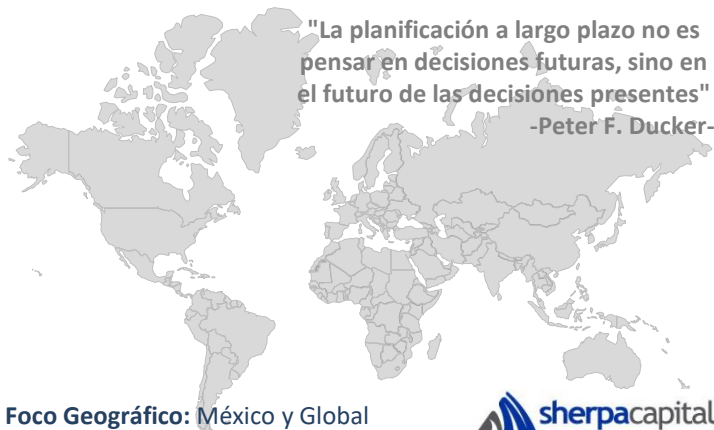 "La planificación a largo plazo no es
pensar en decisiones futuras, sino en
el futuro de las decisiones presentes"
-Peter F. Ducker-
Foco Geográfico: México y Global
sherpacapital